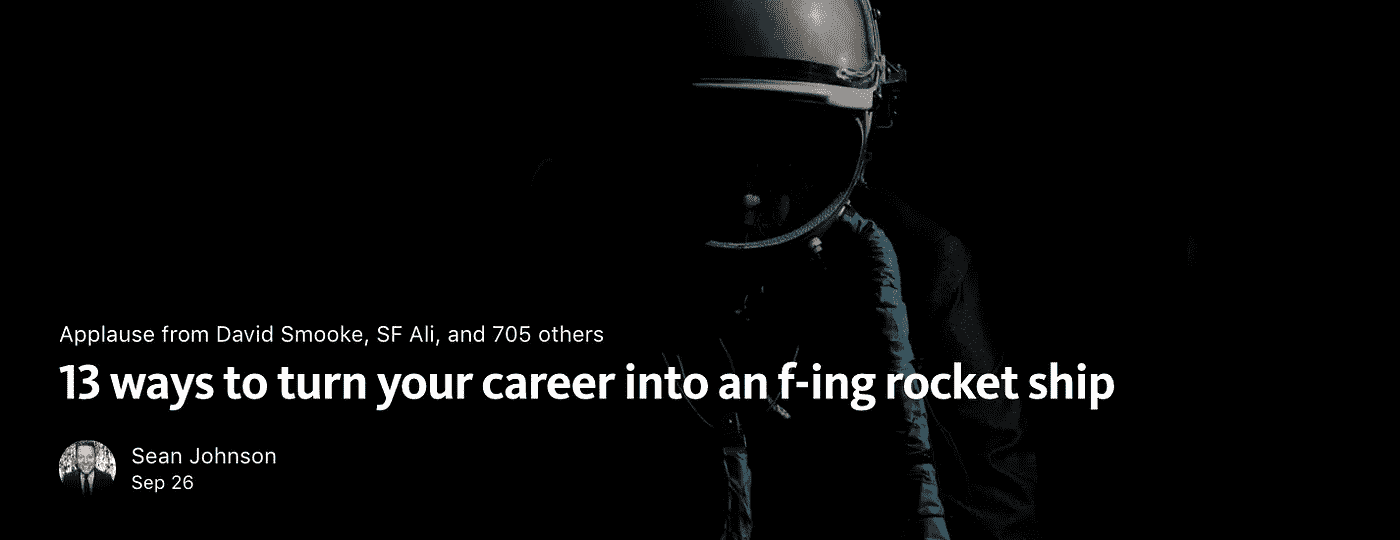 Applause from David Smooke, SF Ali, and 705 others
13 ways to turn your career into an f-ing rocket ship
Sean Johnson
Sep 26